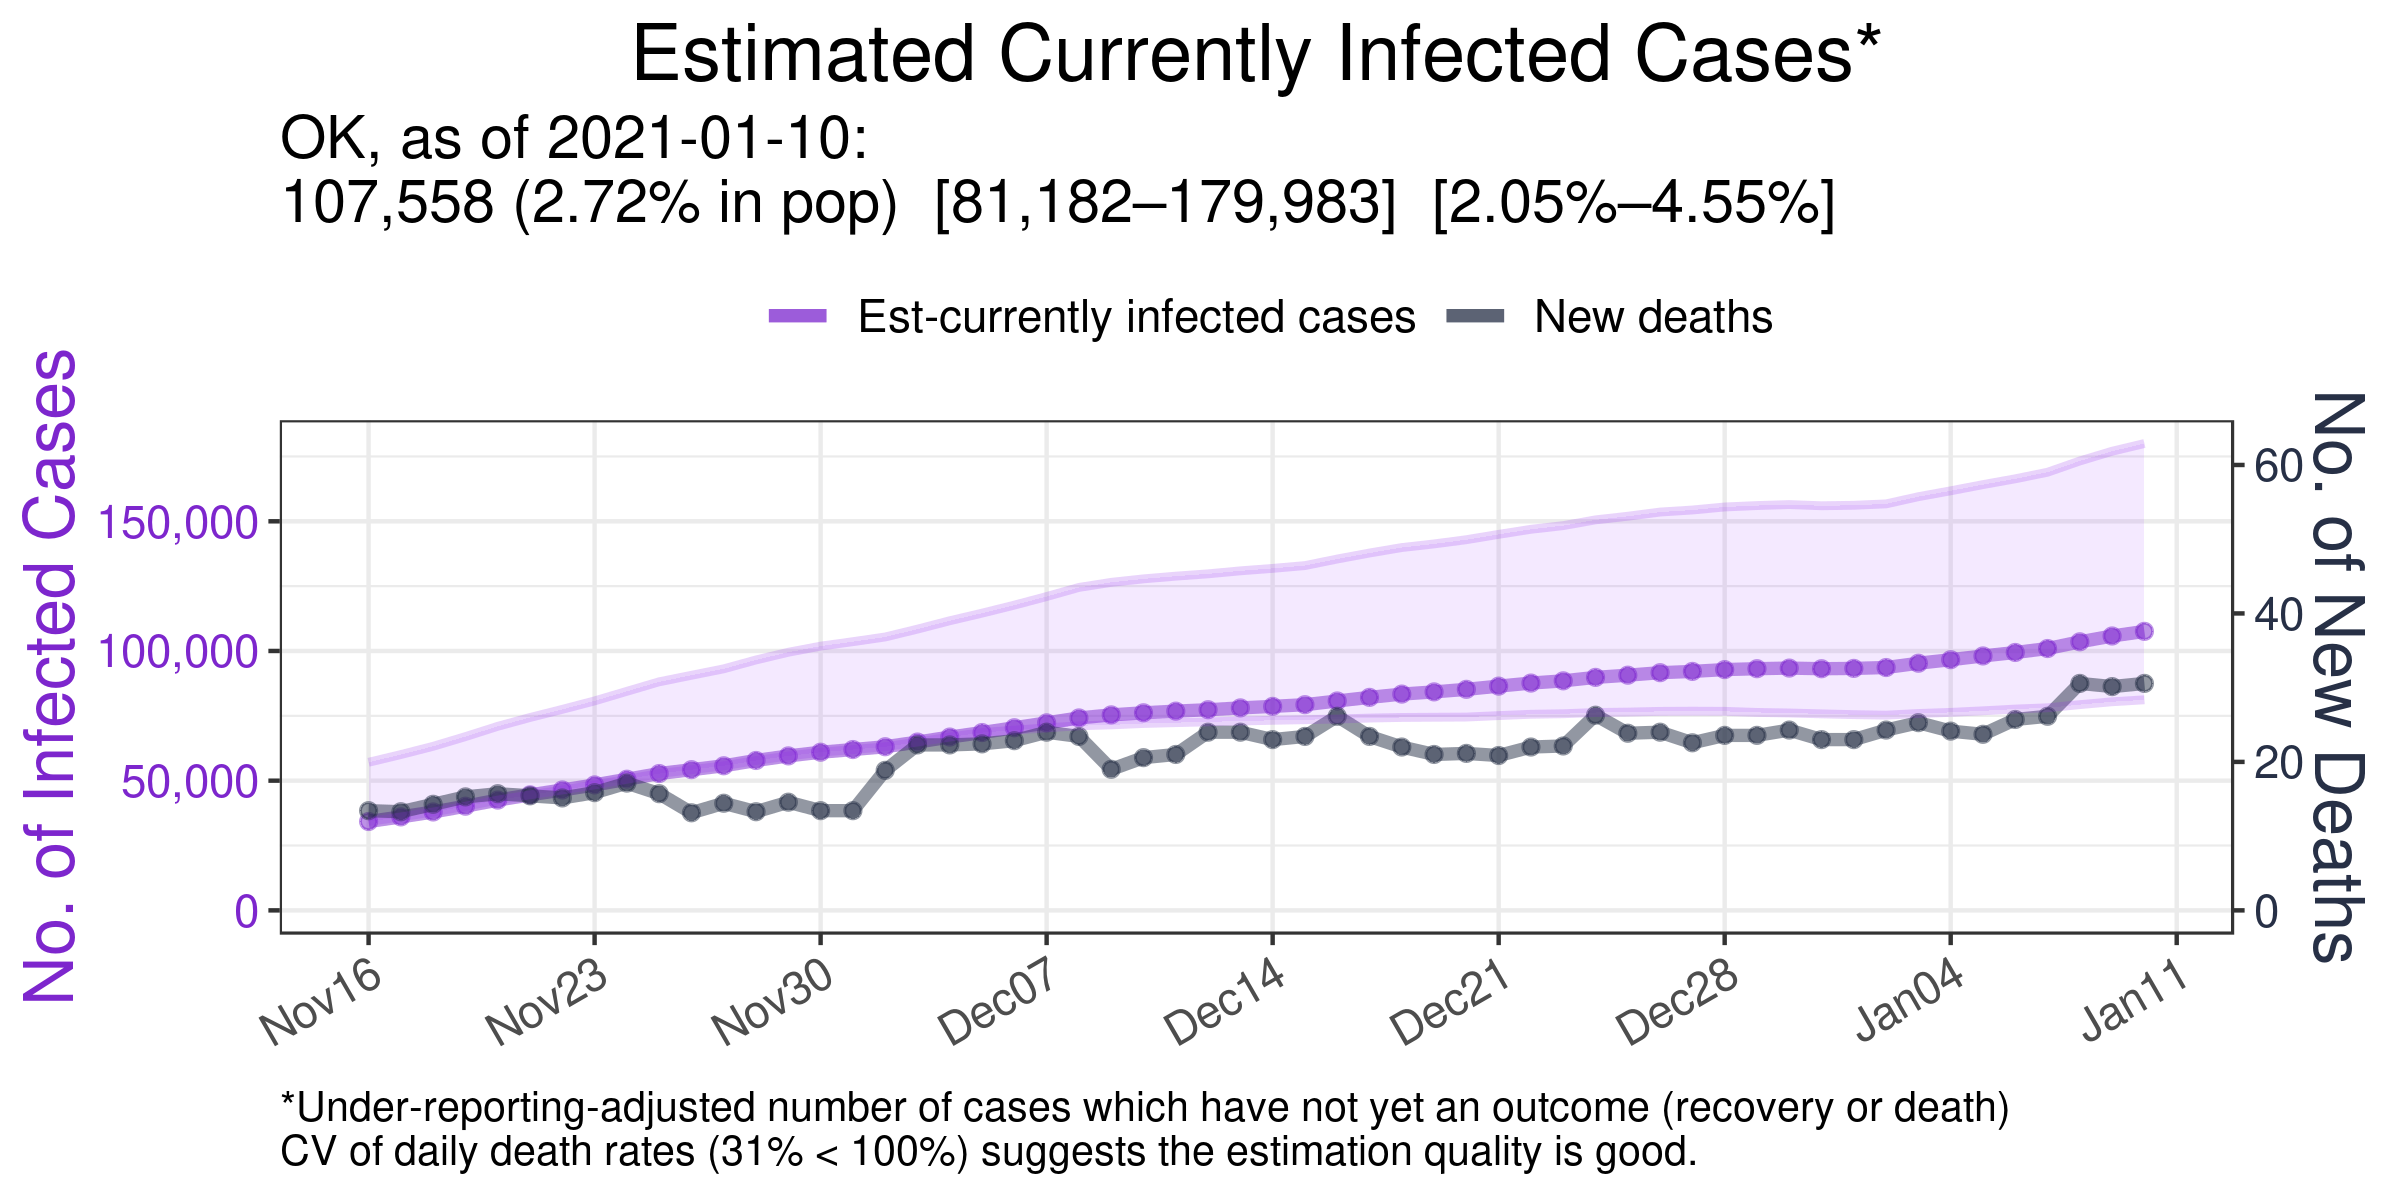 Estimated Currently Infected Cases*
OK, as of 2021-01-10:
107,558 (2.72% in pop)  [81,182–179,983]  [2.05%–4.55%]
Est-currently infected cases
New deaths
No. of Infected Cases
150,000
100,000
50,000
0
60
40
20
0
No. of New Deaths
Nov16
Nov23
Nov30
Dec07
Dec14
Dec21
Dec28
Jan04
Jan11
*Under-reporting-adjusted number of cases which have not yet an outcome (recovery or death)
CV of daily death rates (31% < 100%) suggests the estimation quality is good.